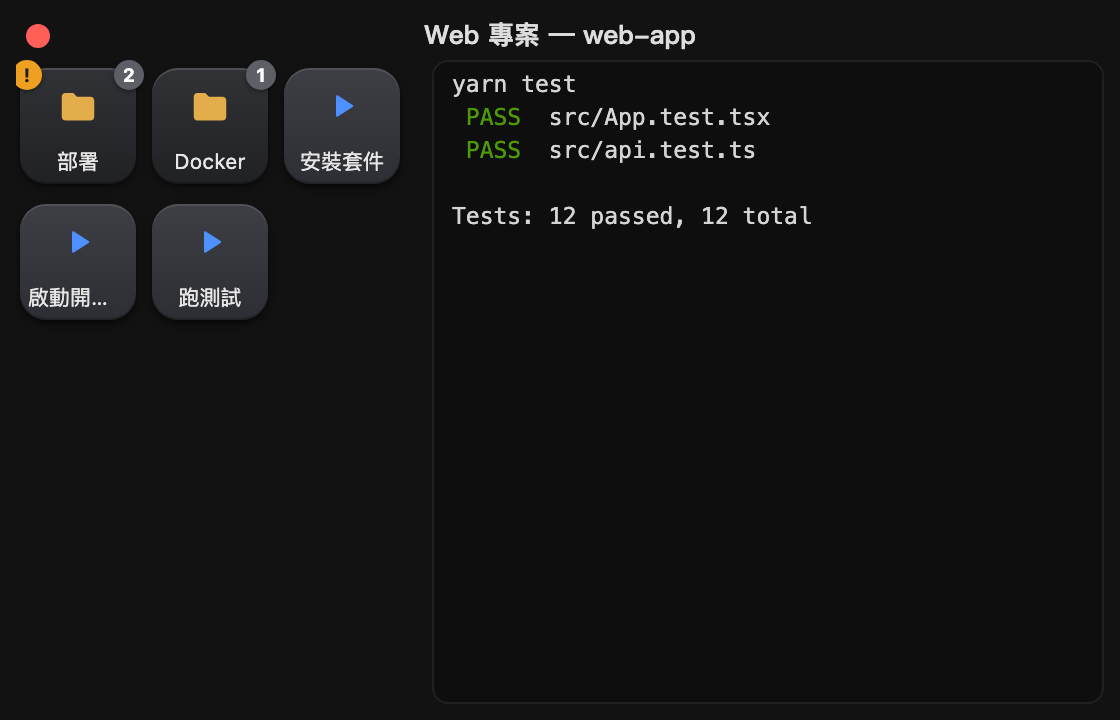 Web 專案 — web-app
! 2 1
部署 Docker 安裝套件
啟動開... 跑測試
yarn test
PASS src/App.test.tsx
PASS src/api.test.ts
Tests: 12 passed, 12 total